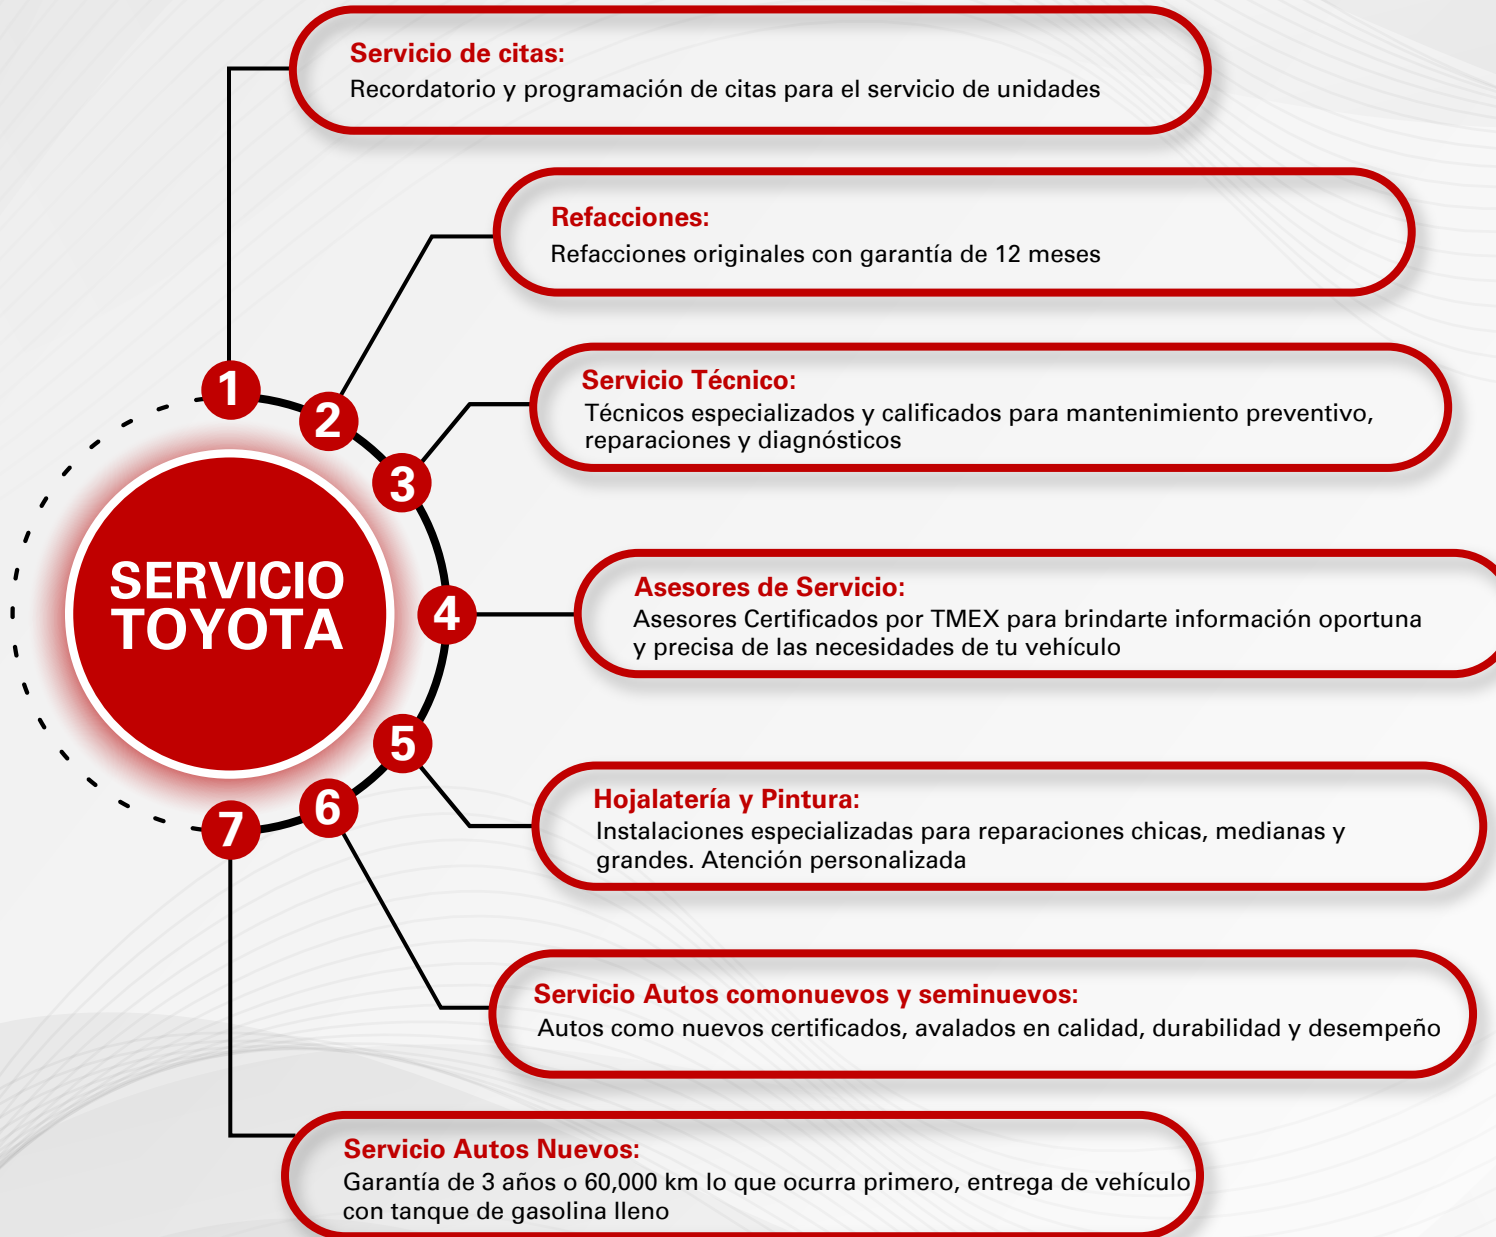 Servicio de citas:
Recordatorio y programación de citas para el servicio de unidades
Refacciones:
Refacciones originales con garantía de 12 meses
Servicio Técnico:
Técnicos especializados y calificados para mantenimiento preventivo,
reparaciones y diagnósticos
1
2
3
SERVICIO
TOYOTA
4
Asesores de Servicio:
Asesores Certificados por TMEX para brindarte información oportuna
y precisa de las necesidades de tu vehículo
5
6
7
Hojalatería y Pintura:
Instalaciones especializadas para reparaciones chicas, medianas y
grandes. Atención personalizada
Servicio Autos comonuevos y seminuevos:
Autos como nuevos certificados, avalados en calidad, durabilidad y desempeño
Servicio Autos Nuevos:
Garantía de 3 años o 60,000 km lo que ocurra primero, entrega de vehículo
con tanque de gasolina lleno